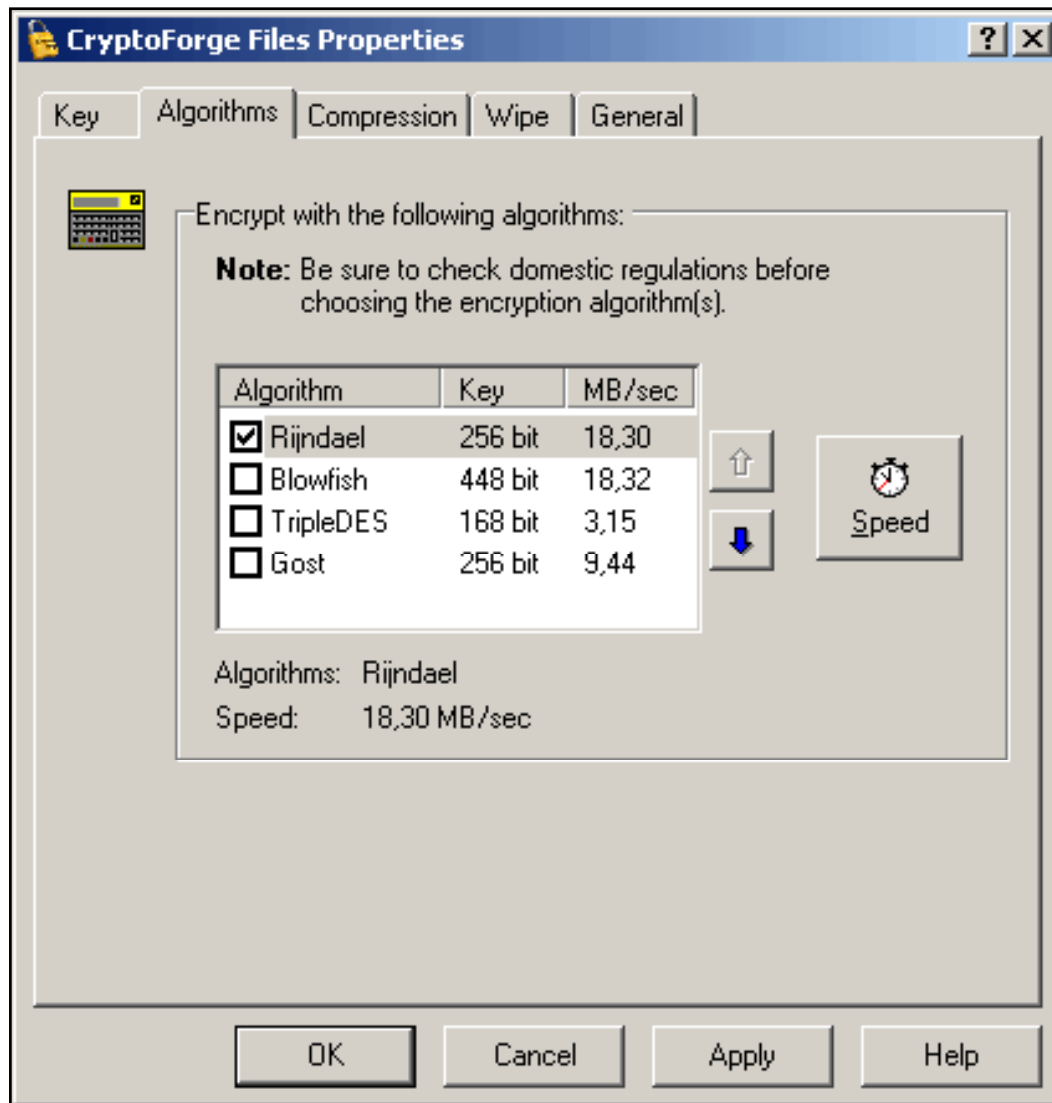 CryptoForge Files Properties
Key Algorithms Compression Wipe General
Encrypt with the following algorithms:
Note: Be sure to check domestic regulations before
choosing the encryption algorithm(s).
Algorithm Key MB/sec
Rijndael 256 bit 18,30
Blowfish 448 bit 18,32
TripleDES 168 bit 3,15
Gost 256 bit 9,44
Speed
Algorithms: Rijndael
Speed: 18,30 MB/sec
OK Cancel Apply Help